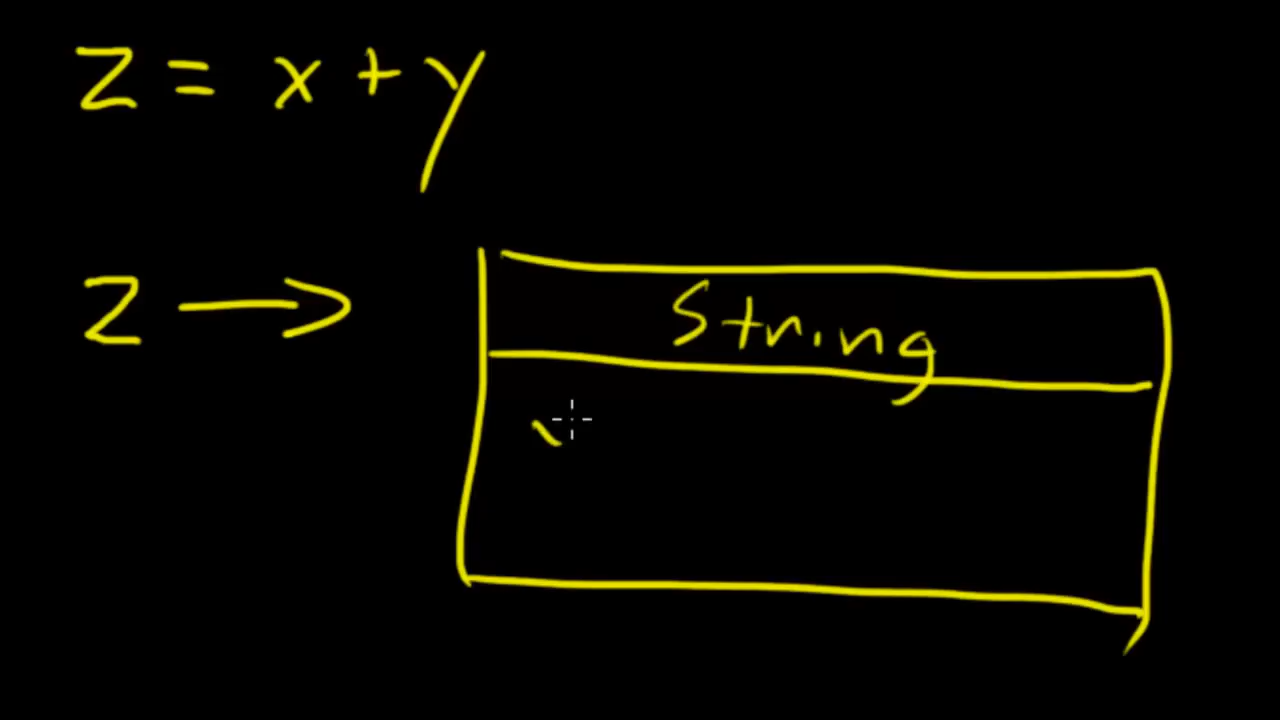 z = x + y
z → String